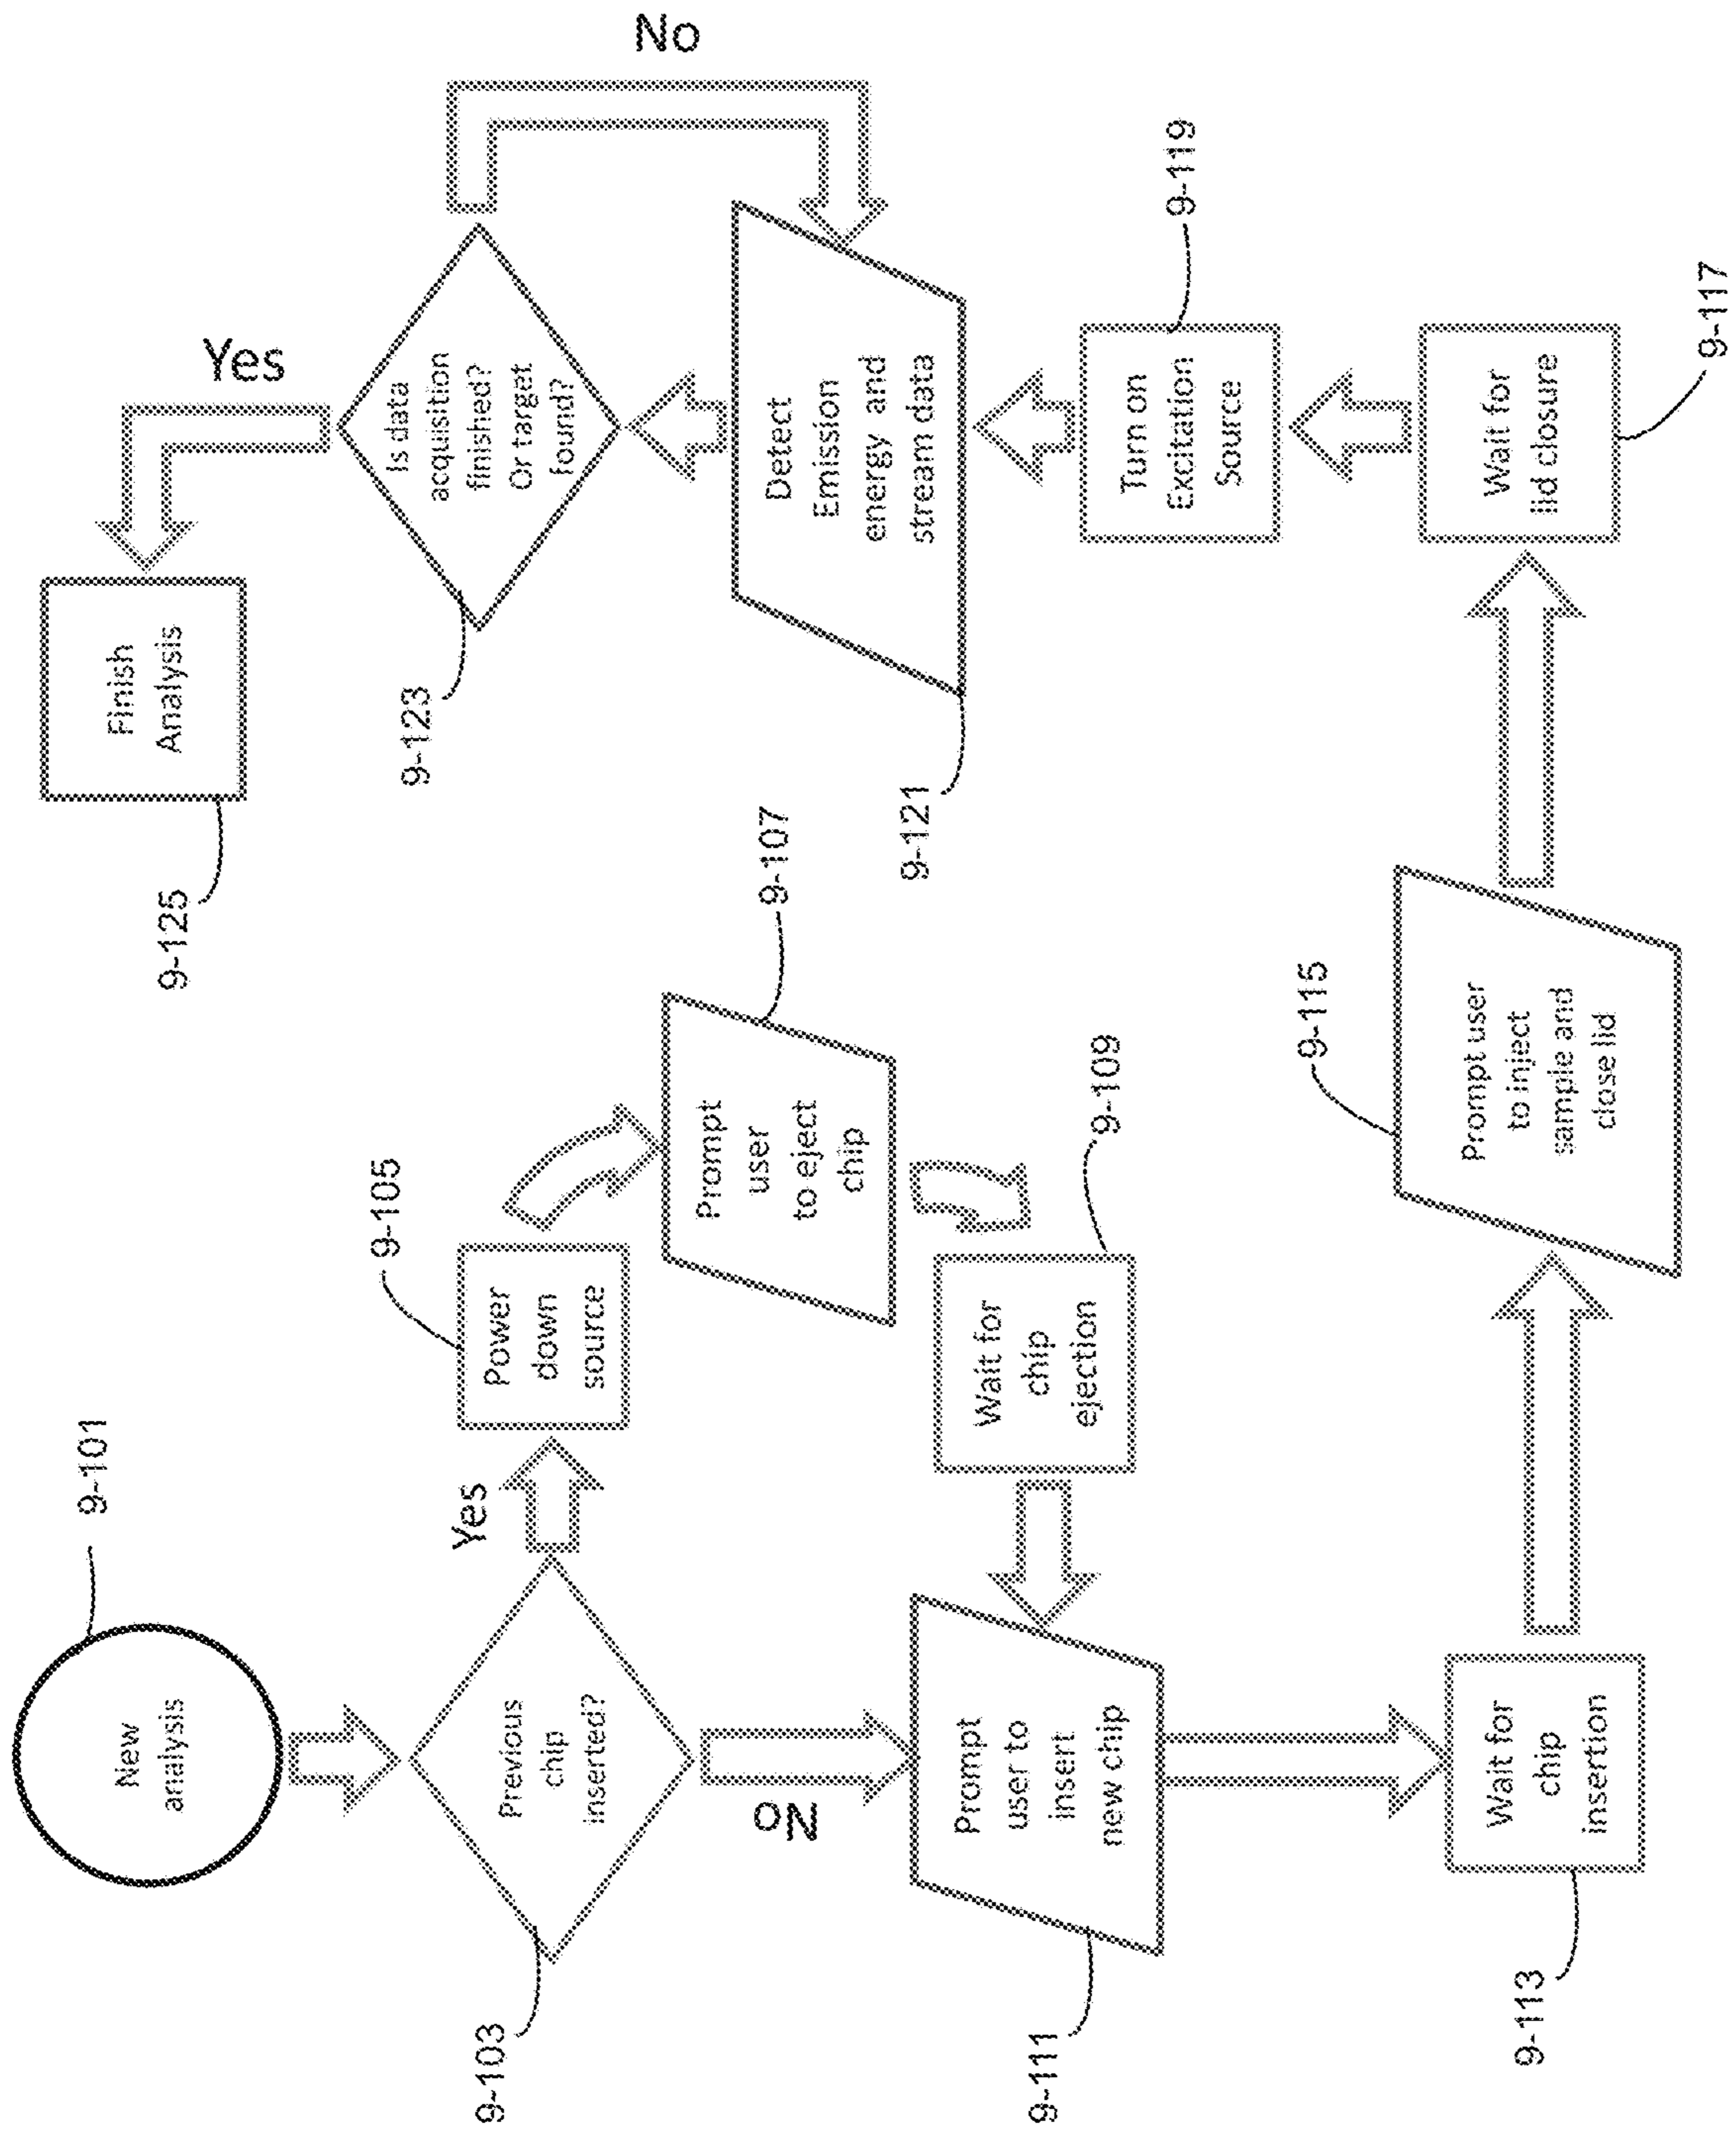 9-101
New
analysis
9-103
Previous
chip
inserted?
Yes
9-105
Power
down
source
9-107
Prompt
user
to eject
chip
9-109
Wait for
chip
ejection
No
9-111
Prompt
user to
insert
new chip
9-113
Wait for
chip
insertion
9-115
Prompt user
to inject
sample and
close lid
9-117
Wait for
lid closure
9-119
Turn on
Excitation
Source
9-121
Detect
Emission
energy and
stream data
9-123
Is data
acquisition
finished?
Or target
found?
No
Yes
9-125
Finish
Analysis